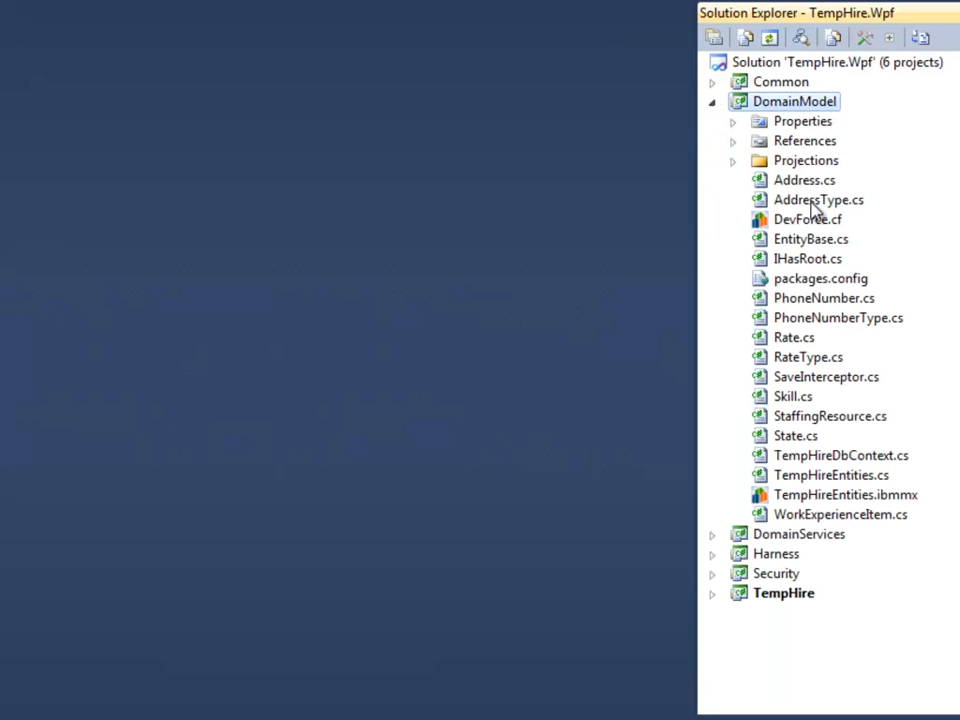 Solution Explorer - TempHire.Wpf
Solution 'TempHire.Wpf' (6 projects)
Common
DomainModel
Properties
References
Projections
Address.cs
AddressType.cs
DevForce.cf
EntityBase.cs
IHasRoot.cs
packages.config
PhoneNumber.cs
PhoneNumberType.cs
Rate.cs
RateType.cs
SaveInterceptor.cs
Skill.cs
StaffingResource.cs
State.cs
TempHireDbContext.cs
TempHireEntities.cs
TempHireEntities.ibmmx
WorkExperienceItem.cs
DomainServices
Harness
Security
TempHire